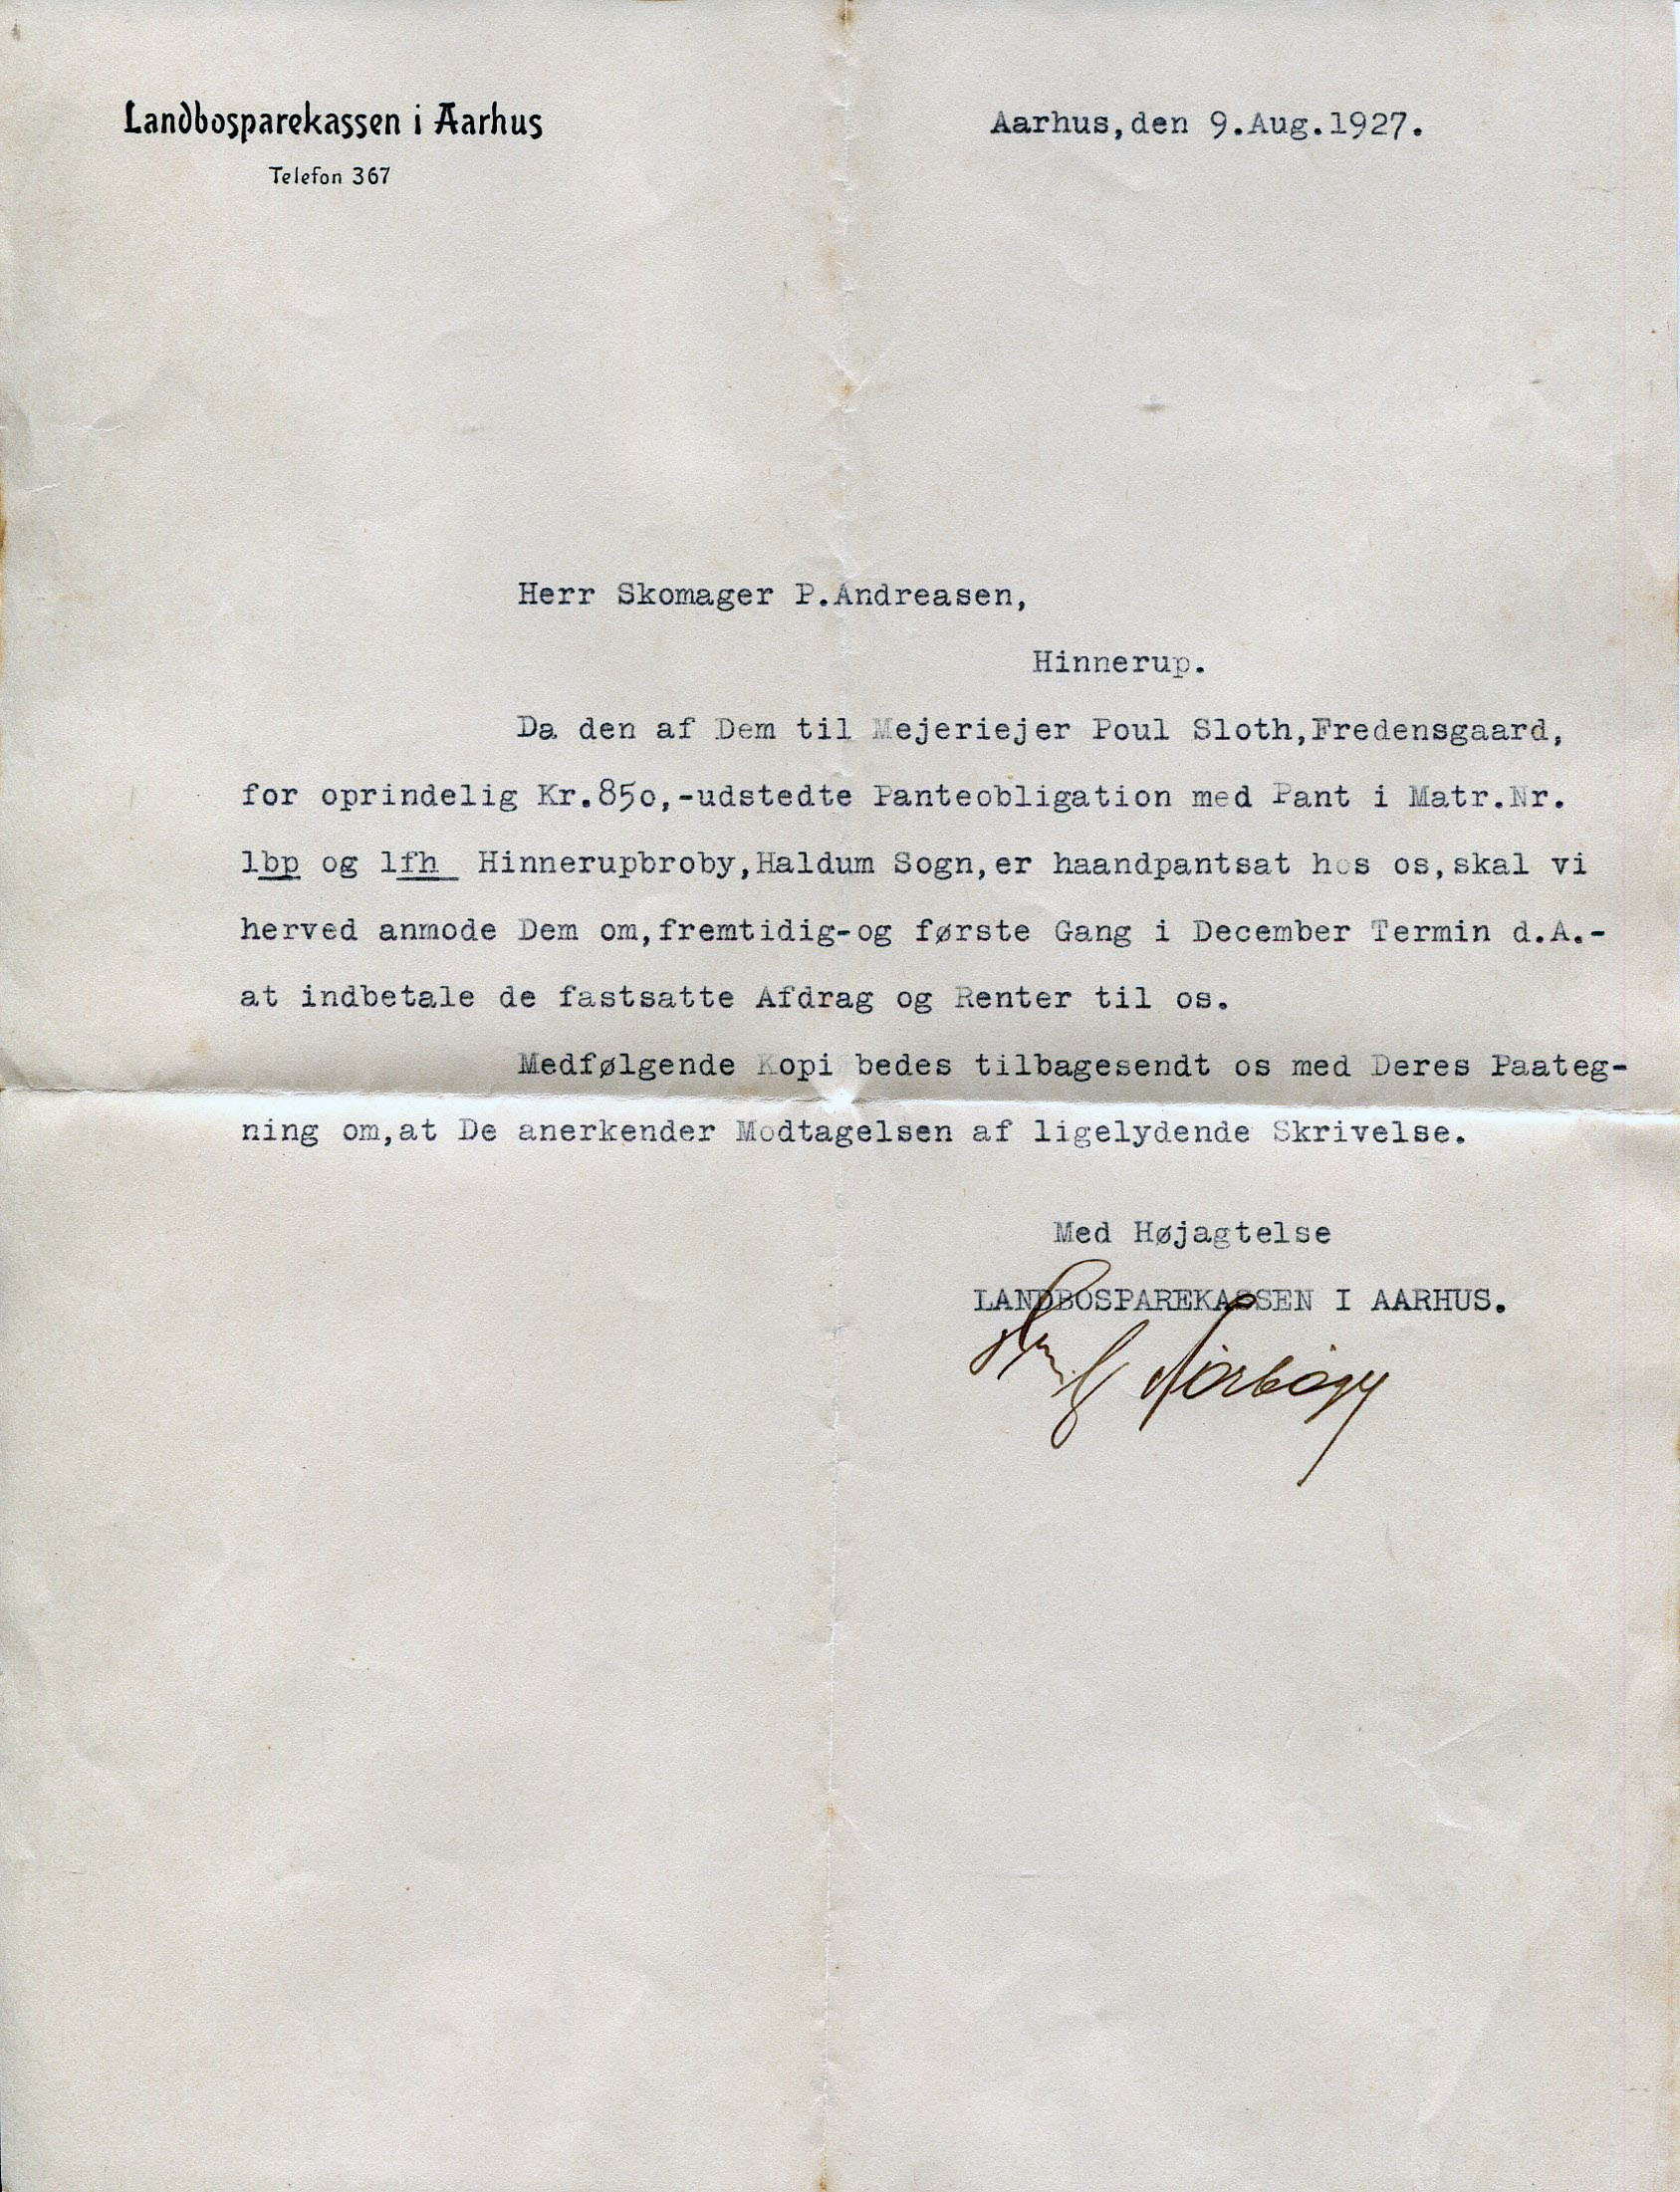 Landbosparekassen i Aarhus
Telefon 367
Aarhus,den 9.Aug.1927.
Herr Skomager P.Andreasen,
Hinnerup.
Da den af Dem til Mejeriejer Poul Sloth,Fredensgaard,
for oprindelig Kr.850,-udstedte Panteobligation med Pant i Matr.Nr.
1bp og 1fh Hinnerupbroby,Haldum Sogn,er haandpantsat hos os,skal vi
herved anmode Dem om,fremtidig-og første Gang i December Termin d.A.-
at indbetale de fastsatte Afdrag og Renter til os.
Medfølgende Kopi bedes tilbagesendt os med Deres Paateg-
ning om,at De anerkender Modtagelsen af ligelydende Skrivelse.
Med Højagtelse
LANDBOSPAREKASSEN I AARHUS.